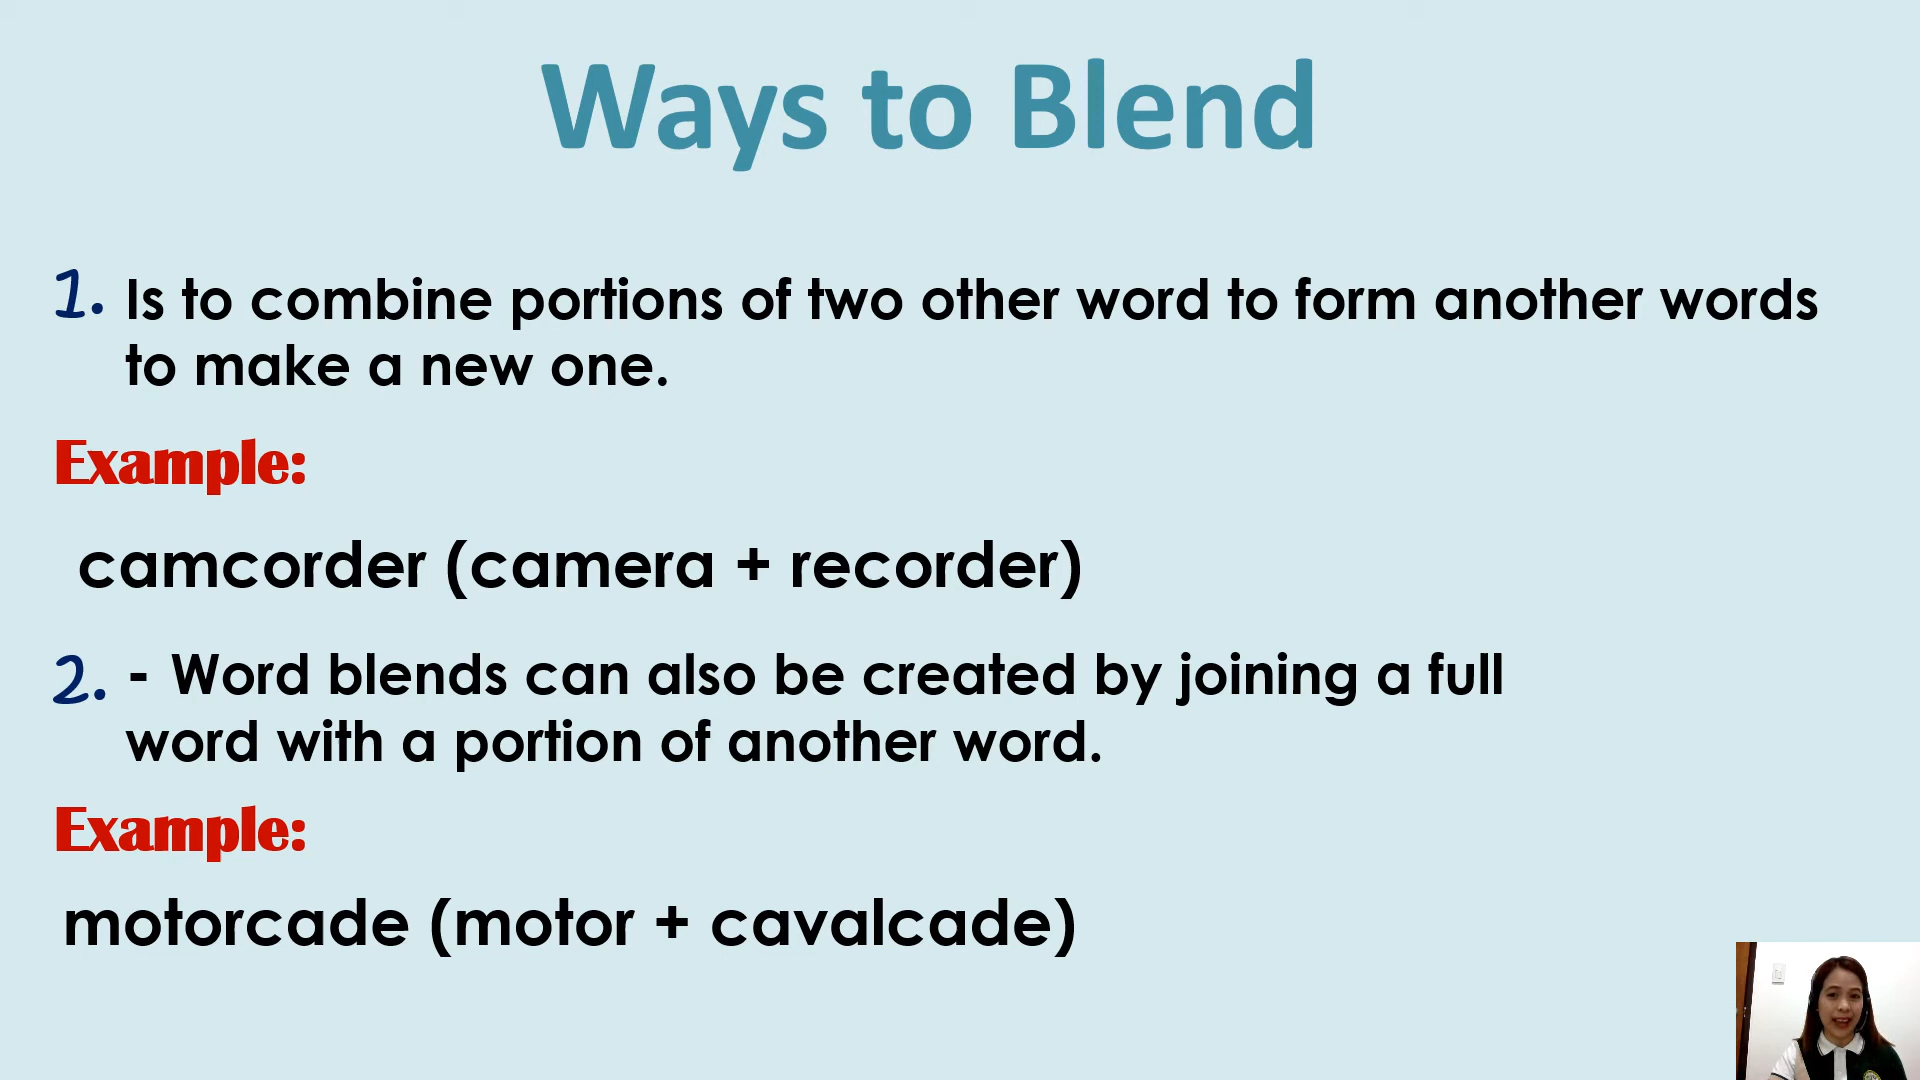 Ways to Blend
1. Is to combine portions of two other word to form another words
to make a new one.
Example:
camcorder (camera + recorder)
2. - Word blends can also be created by joining a full
word with a portion of another word.
Example:
motorcade (motor + cavalcade)